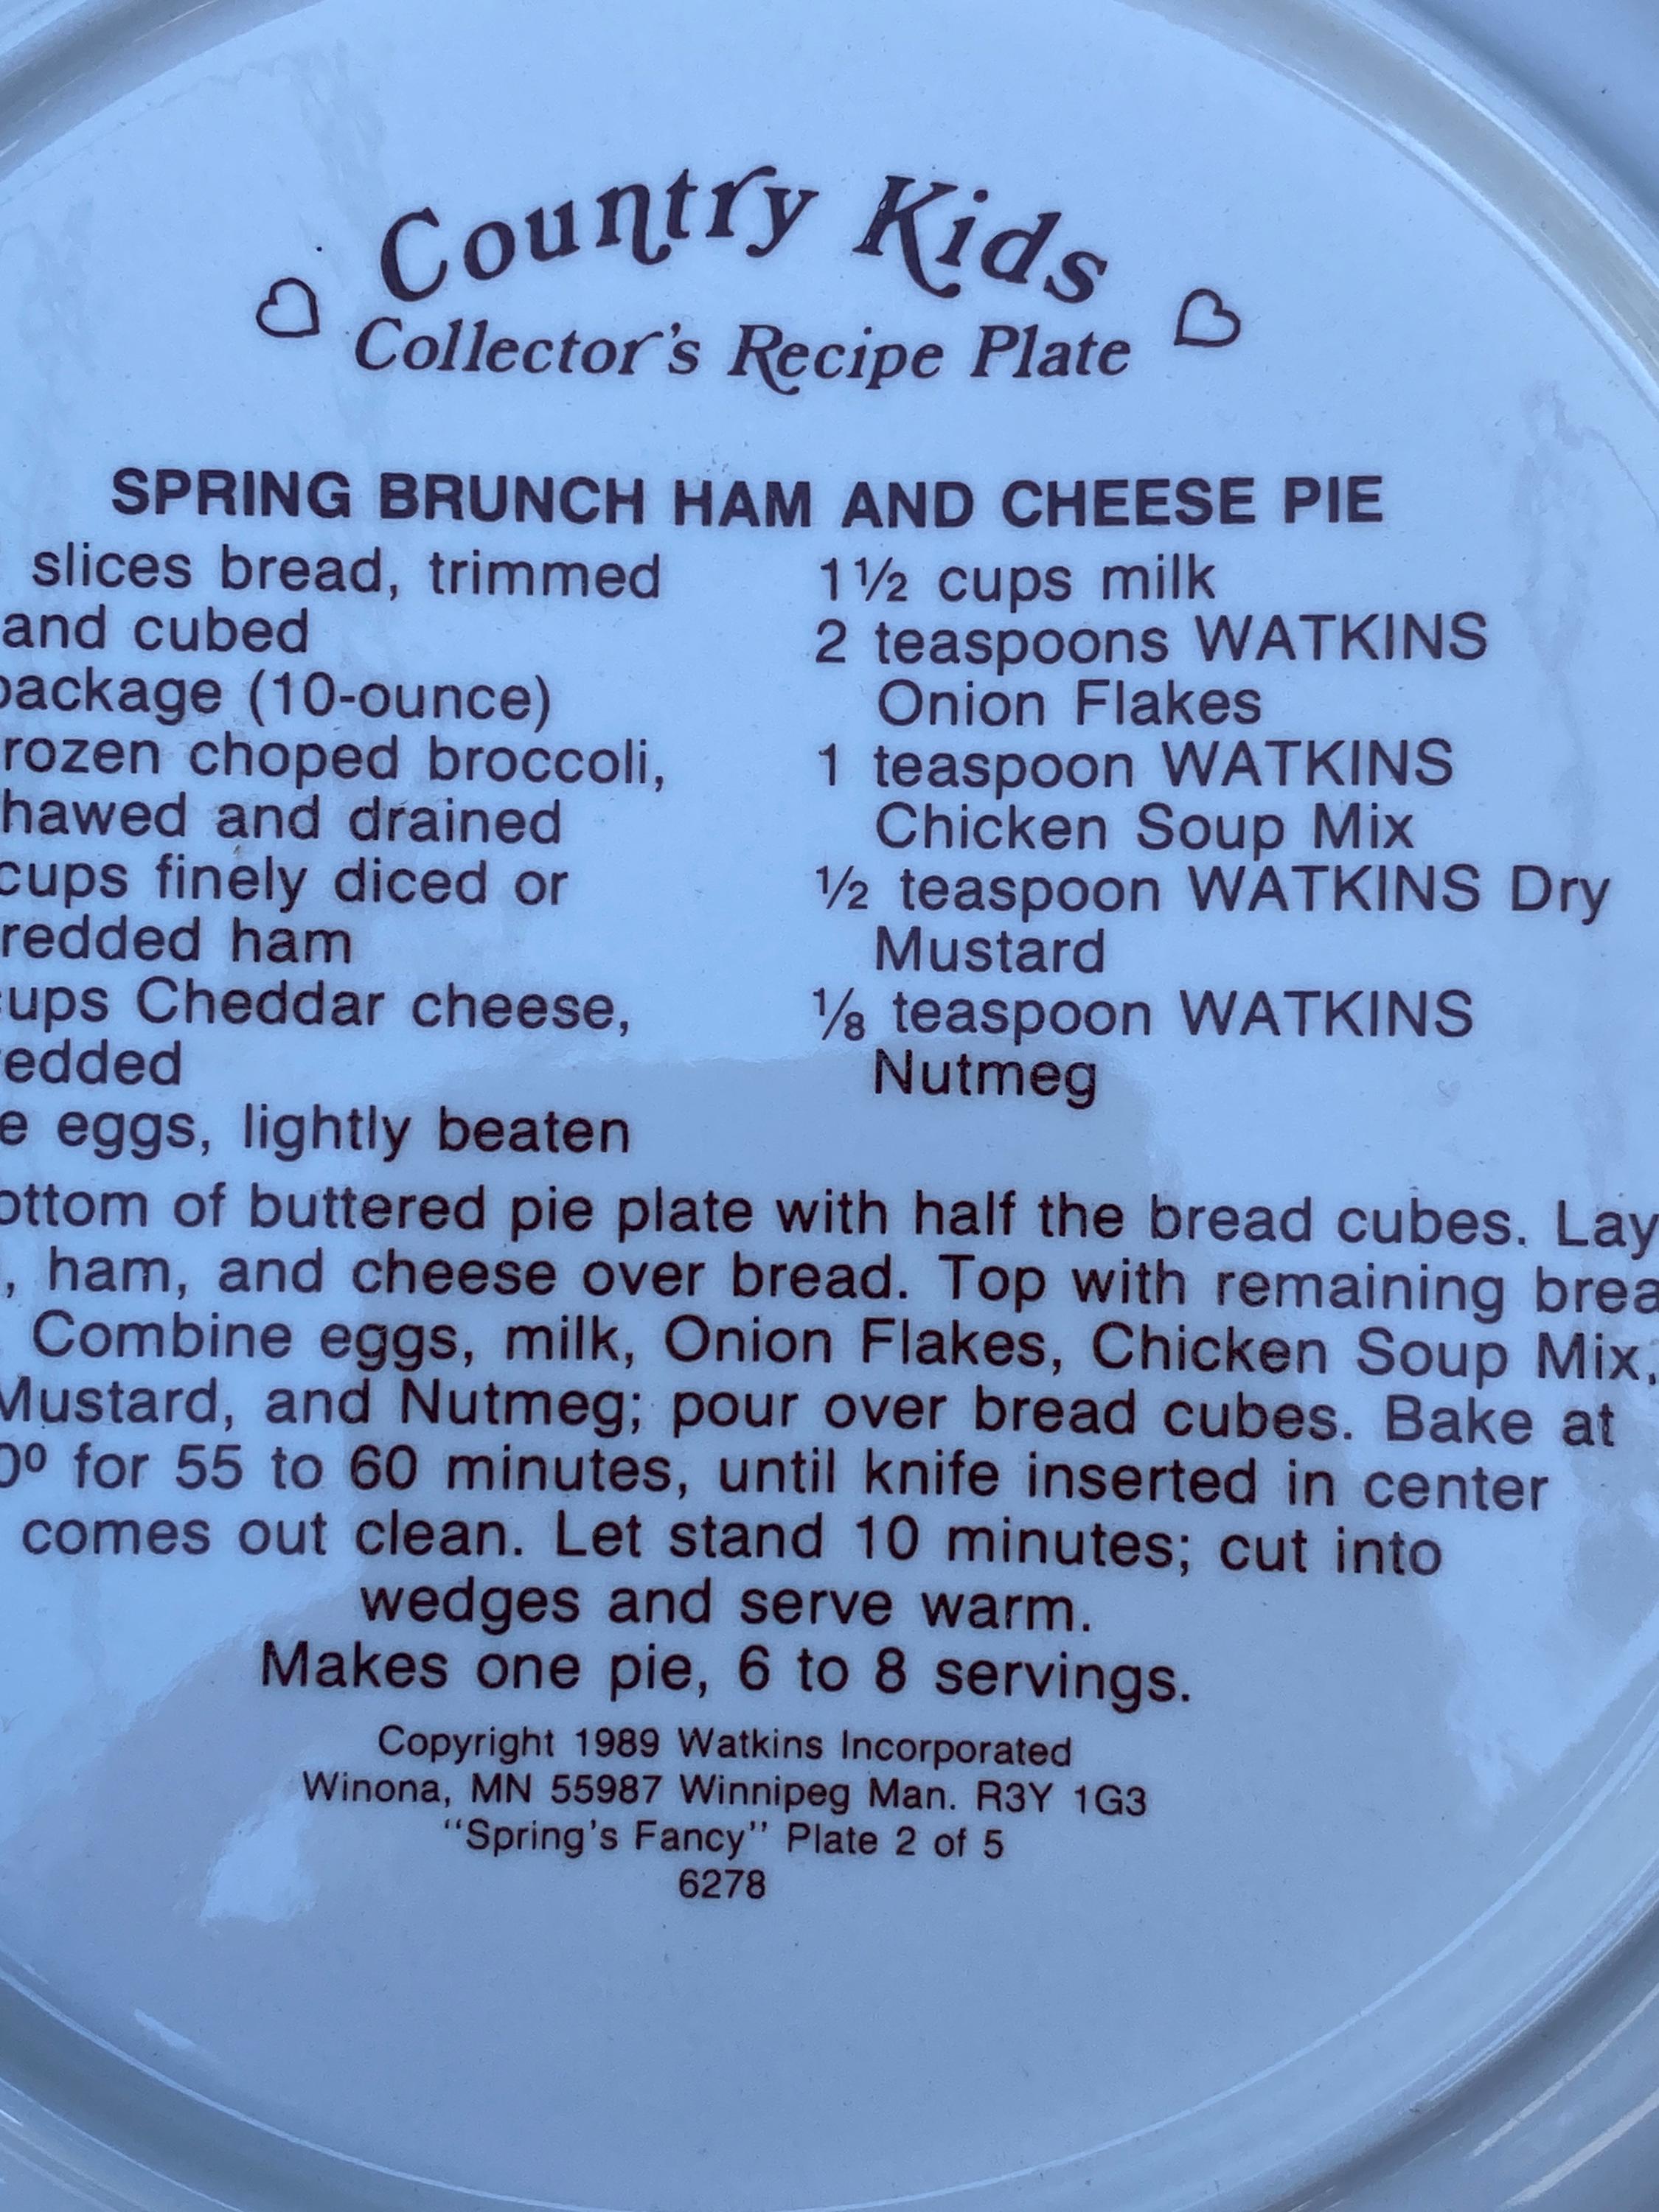 Country Kids
Collector's Recipe Plate
SPRING BRUNCH HAM AND CHEESE PIE
slices bread, trimmed
and cubed
package (10-ounce)
rozen choped broccoli,
hawed and drained
cups finely diced or
redded ham
ups Cheddar cheese,
edded
e eggs, lightly beaten
1½ cups milk
2 teaspoons WATKINS
Onion Flakes
1 teaspoon WATKINS
Chicken Soup Mix
½ teaspoon WATKINS Dry
Mustard
⅛ teaspoon WATKINS
Nutmeg
ottom of buttered pie plate with half the bread cubes. Lay
, ham, and cheese over bread. Top with remaining brea
Combine eggs, milk, Onion Flakes, Chicken Soup Mix,
Mustard, and Nutmeg; pour over bread cubes. Bake at
0º for 55 to 60 minutes, until knife inserted in center
comes out clean. Let stand 10 minutes; cut into
wedges and serve warm.
Makes one pie, 6 to 8 servings.
Copyright 1989 Watkins Incorporated
Winona, MN 55987 Winnipeg Man. R3Y 1G3
"Spring's Fancy" Plate 2 of 5
6278